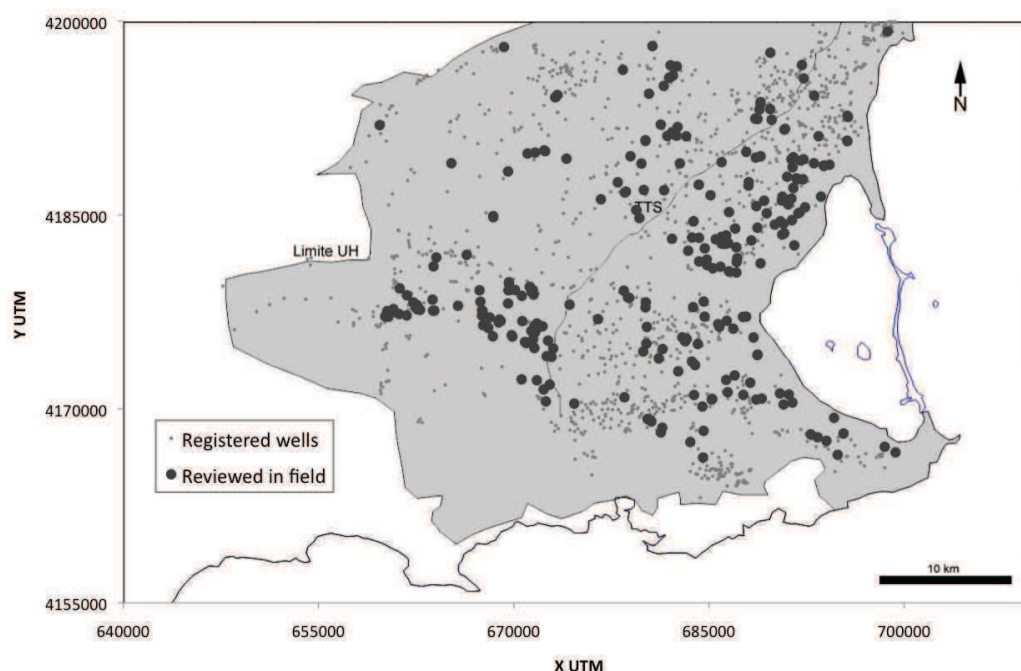 4200000
N
4185000
TTS
Limite UH
Y UTM
4170000
Registered wells
Reviewed in field
10 km
4155000
640000 655000 670000 685000 700000
X UTM